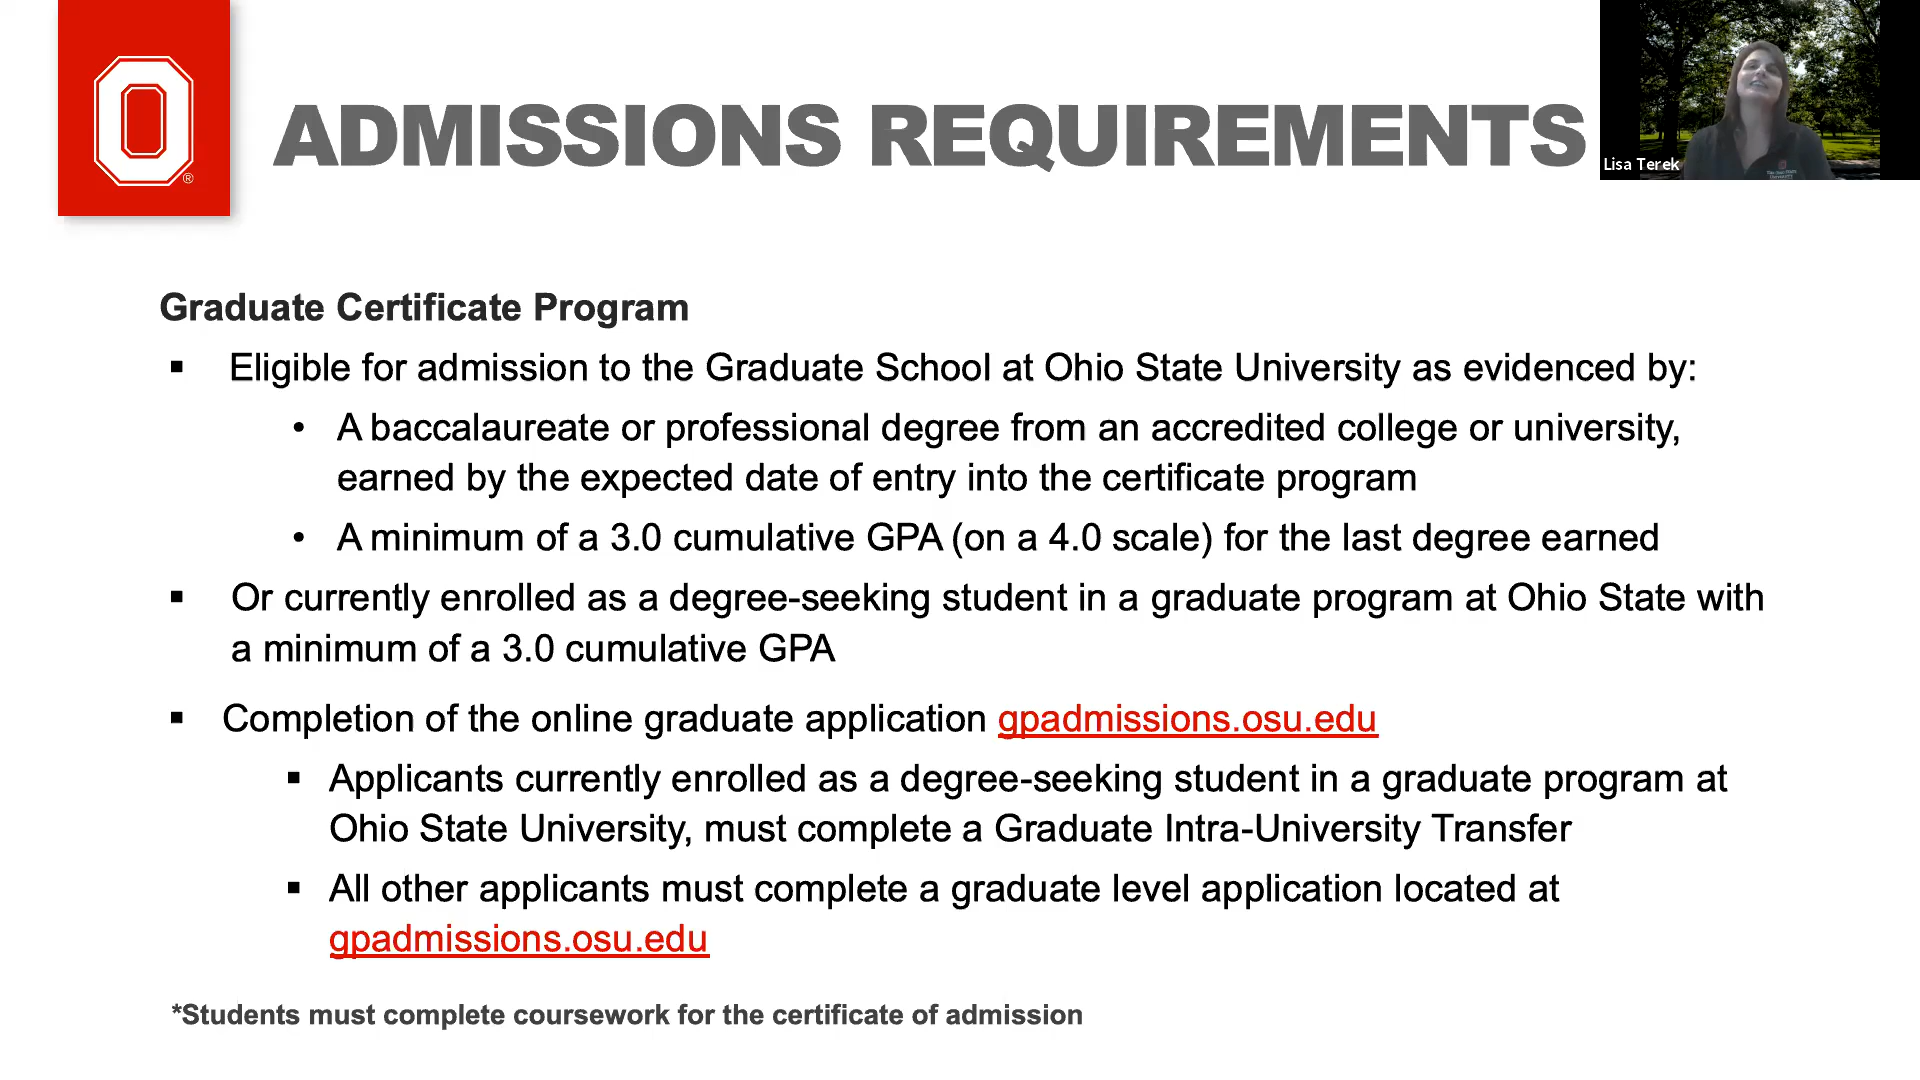 ADMISSIONS REQUIREMENTS
Lisa Terek
The Ohio State
University
Graduate Certificate Program
▪ Eligible for admission to the Graduate School at Ohio State University as evidenced by:
• A baccalaureate or professional degree from an accredited college or university,
earned by the expected date of entry into the certificate program
• A minimum of a 3.0 cumulative GPA (on a 4.0 scale) for the last degree earned
▪ Or currently enrolled as a degree-seeking student in a graduate program at Ohio State with
a minimum of a 3.0 cumulative GPA
▪ Completion of the online graduate application gpadmissions.osu.edu
▪ Applicants currently enrolled as a degree-seeking student in a graduate program at
Ohio State University, must complete a Graduate Intra-University Transfer
▪ All other applicants must complete a graduate level application located at
gpadmissions.osu.edu
*Students must complete coursework for the certificate of admission